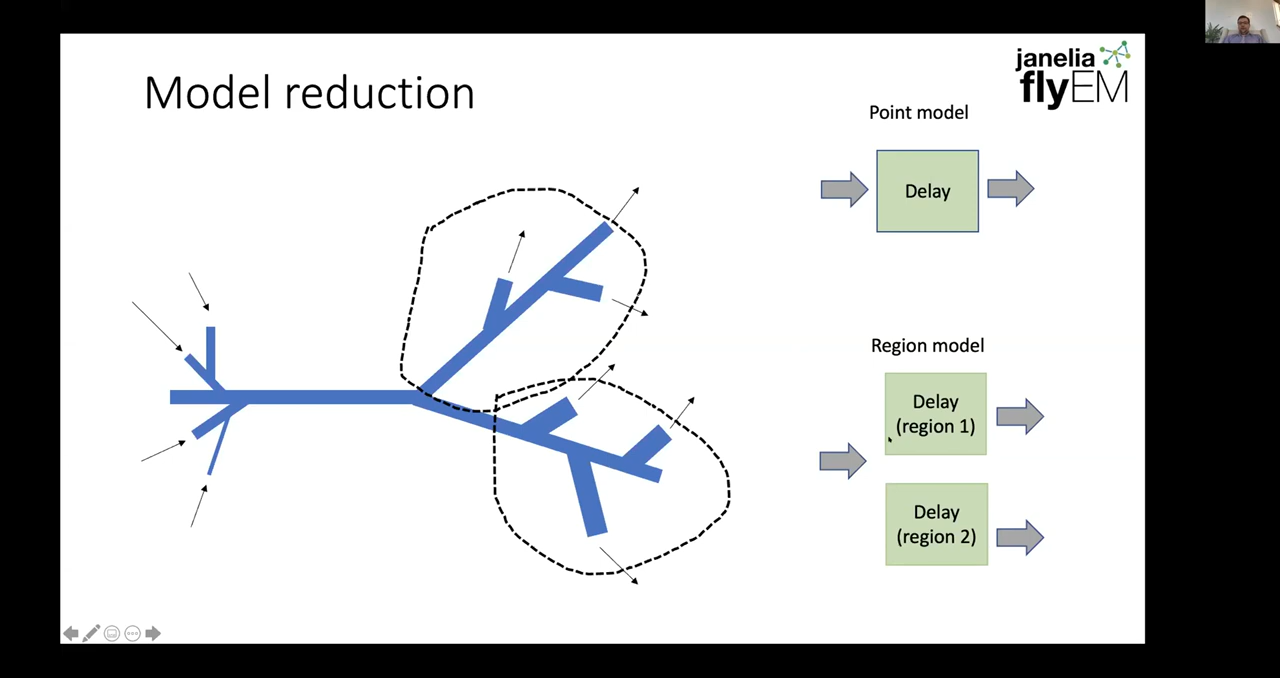 Model reduction
janelia
flyEM
Point model
Delay
Region model
Delay
(region 1)
Delay
(region 2)